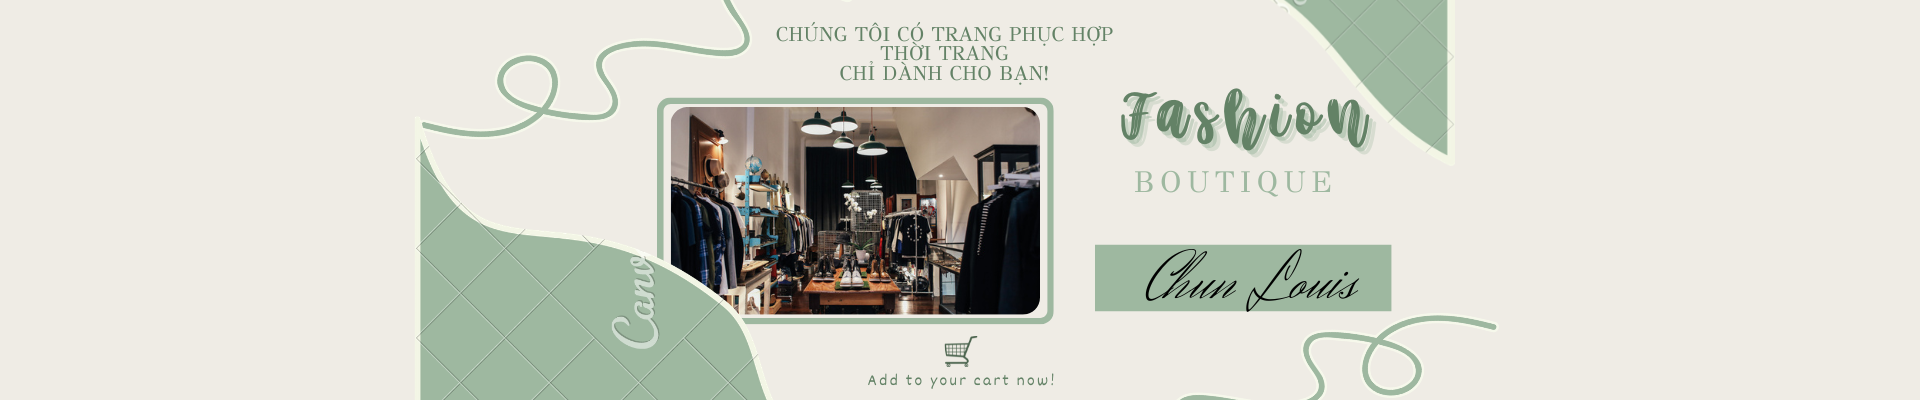 CHÚNG TÔI CÓ TRANG PHỤC HỢP
THỜI TRANG
CHỈ DÀNH CHO BẠN!
Fashion
BOUTIQUE
Chun Louis
Canv
Add to your cart now!